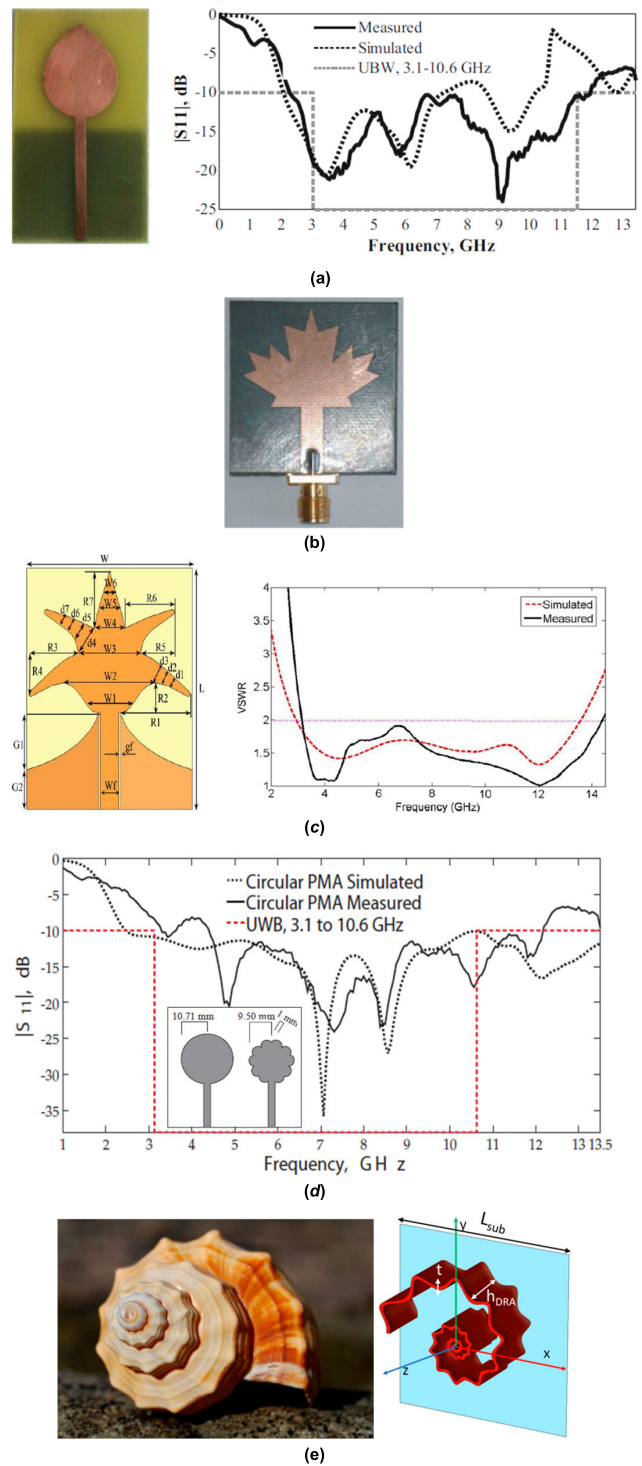 Measured
Simulated
UBW, 3.1-10.6 GHz
|S11|, dB
0
-5
-10
-15
-20
-25
0 1 2 3 4 5 6 7 8 9 10 11 12 13
Frequency, GHz
(a)
(b)
W
W6
R7
W5
R6
d7
d6
d5
W4
d4
R3
W3
R5
d3
d2
d1
R4
W2
R2
L
W1
R1
G1
gf
G2
Wf
Simulated
Measured
VSWR
4
3.5
3
2.5
2
1.5
1
2 4 6 8 10 12 14
Frequency (GHz)
(c)
Circular PMA Simulated
Circular PMA Measured
UWB, 3.1 to 10.6 GHz
|S 11|, dB
0
-5
-10
-15
-20
-25
-30
-35
10.71 mm
9.50 mm
1 mm
1 2 3 4 5 6 7 8 9 10 11 12 13 13.5
Frequency, GH z
(d)
y
Lsub
t
hDRA
x
z
(e)